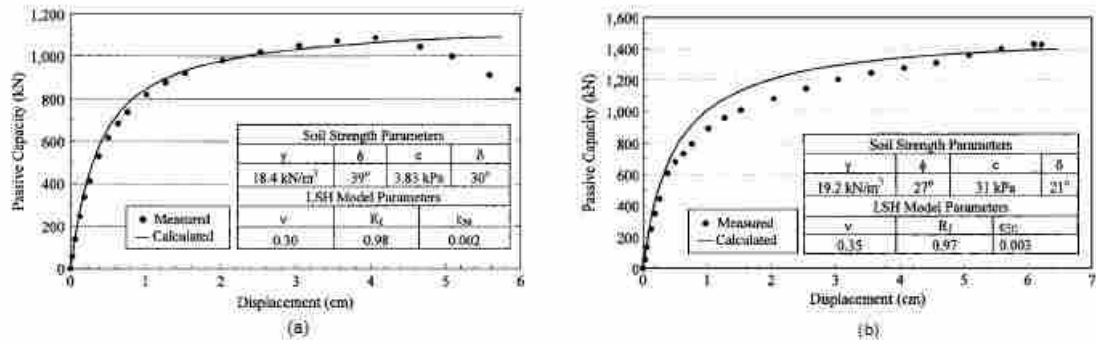 1,200
1,000
800
600
400
200
0
Passive Capacity (kN)
Soil Strength Parameters
γ ϕ c δ
18.4 kN/m³ 39° 3.83 kPa 30°
LSH Model Parameters
ν R_f ε₅₀
0.30 0.98 0.002
Measured
Calculated
0 1 2 3 4 5 6
Displacement (cm)
(a)
1,600
1,400
1,200
1,000
800
600
400
200
0
Passive Capacity (kN)
Soil Strength Parameters
γ ϕ c δ
19.2 kN/m³ 27° 31 kPa 21°
LSH Model Parameters
ν R_f ε₅₀
0.35 0.97 0.003
Measured
Calculated
0 1 2 3 4 5 6 7
Displacement (cm)
(b)